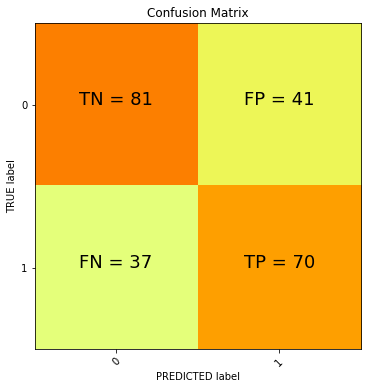 Confusion Matrix
TRUE label
0
TN = 81
FP = 41
1
FN = 37
TP = 70
0
1
PREDICTED label